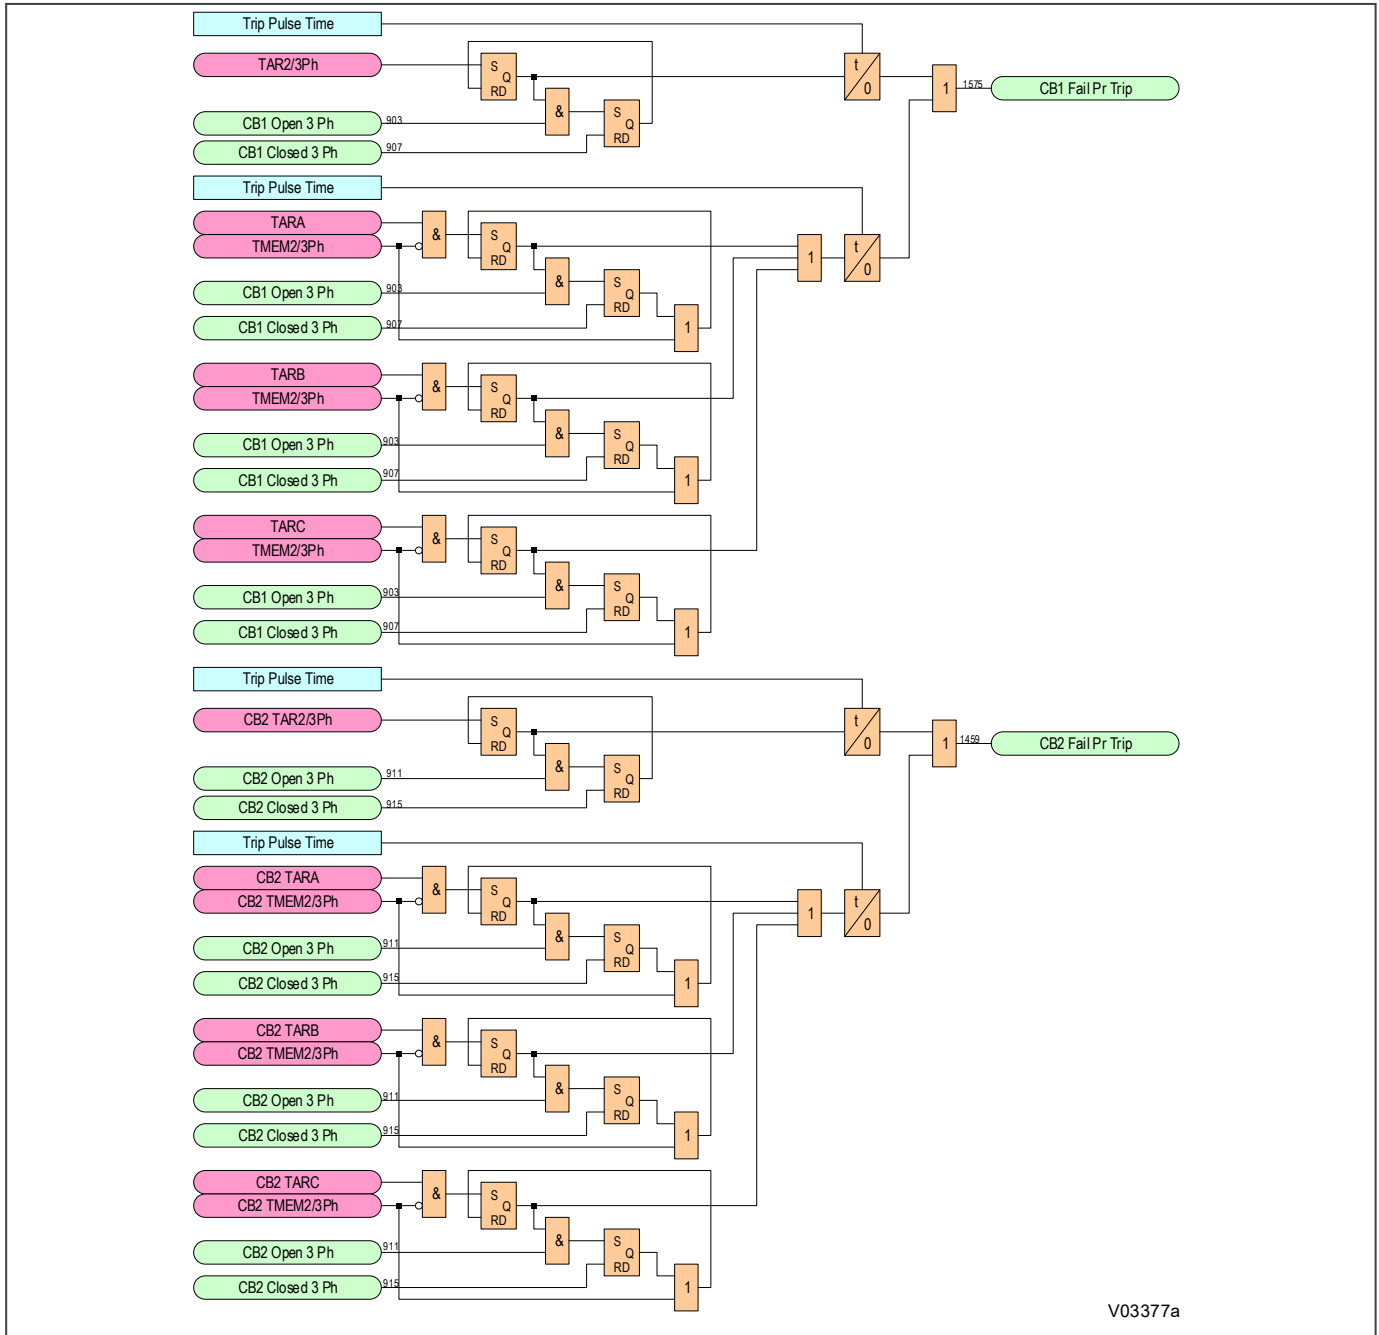 Trip Pulse Time
TAR2/3Ph
S
Q
RD
t
0
1
1575
CB1 Fail Pr Trip
&
S
Q
RD
CB1 Open 3 Ph
903
CB1 Closed 3 Ph
907
Trip Pulse Time
TARA
TMEM2/3Ph
&
S
Q
RD
1
t
0
CB1 Open 3 Ph
903
&
S
Q
RD
CB1 Closed 3 Ph
907
1
TARB
TMEM2/3Ph
&
S
Q
RD
CB1 Open 3 Ph
903
&
S
Q
RD
CB1 Closed 3 Ph
907
1
TARC
TMEM2/3Ph
&
S
Q
RD
CB1 Open 3 Ph
903
&
S
Q
RD
CB1 Closed 3 Ph
907
1
Trip Pulse Time
CB2 TAR2/3Ph
S
Q
RD
t
0
1
1459
CB2 Fail Pr Trip
&
S
Q
RD
CB2 Open 3 Ph
911
CB2 Closed 3 Ph
915
Trip Pulse Time
CB2 TARA
CB2 TMEM2/3Ph
&
S
Q
RD
1
t
0
CB2 Open 3 Ph
911
&
S
Q
RD
CB2 Closed 3 Ph
915
1
CB2 TARB
CB2 TMEM2/3Ph
&
S
Q
RD
CB2 Open 3 Ph
911
&
S
Q
RD
CB2 Closed 3 Ph
915
1
CB2 TARC
CB2 TMEM2/3Ph
&
S
Q
RD
CB2 Open 3 Ph
911
&
S
Q
RD
CB2 Closed 3 Ph
915
1
V03377a